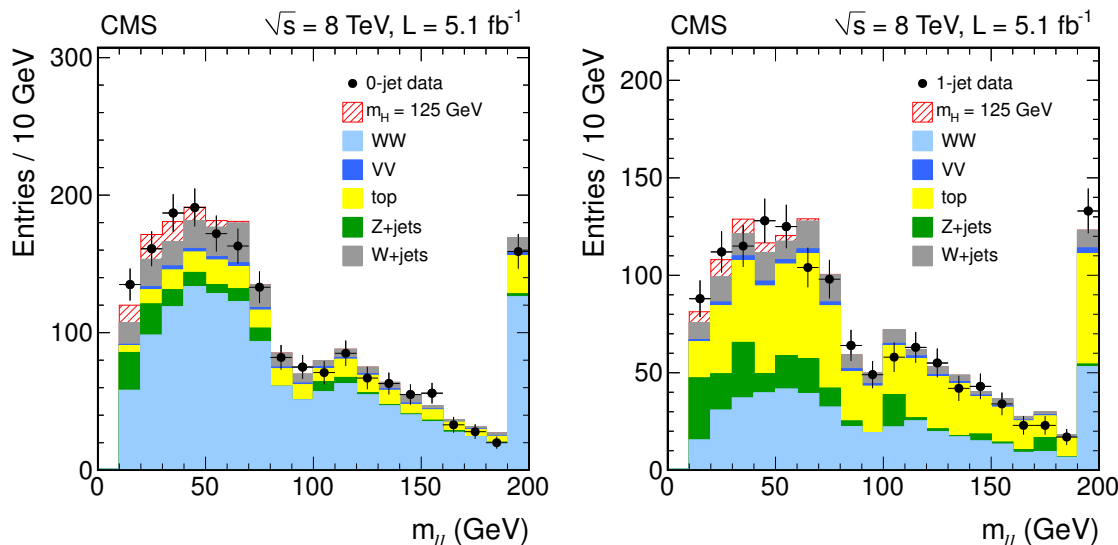 CMS √s = 8 TeV, L = 5.1 fb⁻¹
Entries / 10 GeV
300
200
100
0
0-jet data
m_H = 125 GeV
WW
VV
top
Z+jets
W+jets
0 50 100 150 200
m_ll (GeV)
CMS √s = 8 TeV, L = 5.1 fb⁻¹
Entries / 10 GeV
200
150
100
50
0
1-jet data
m_H = 125 GeV
WW
VV
top
Z+jets
W+jets
0 50 100 150 200
m_ll (GeV)